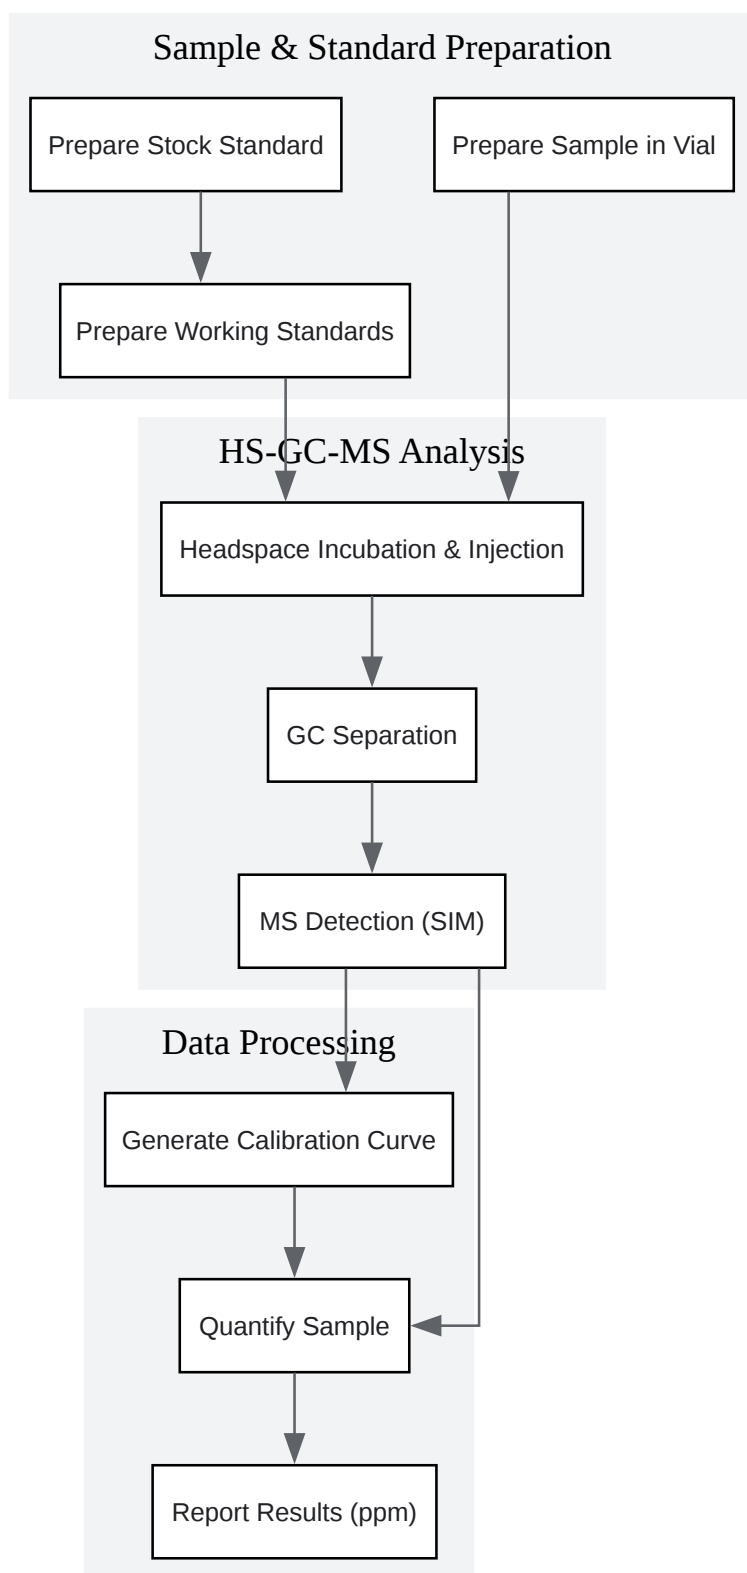 Sample & Standard Preparation
Prepare Stock Standard
Prepare Sample in Vial
Prepare Working Standards
HS-GC-MS Analysis
Headspace Incubation & Injection
GC Separation
MS Detection (SIM)
Data Processing
Generate Calibration Curve
Quantify Sample
Report Results (ppm)